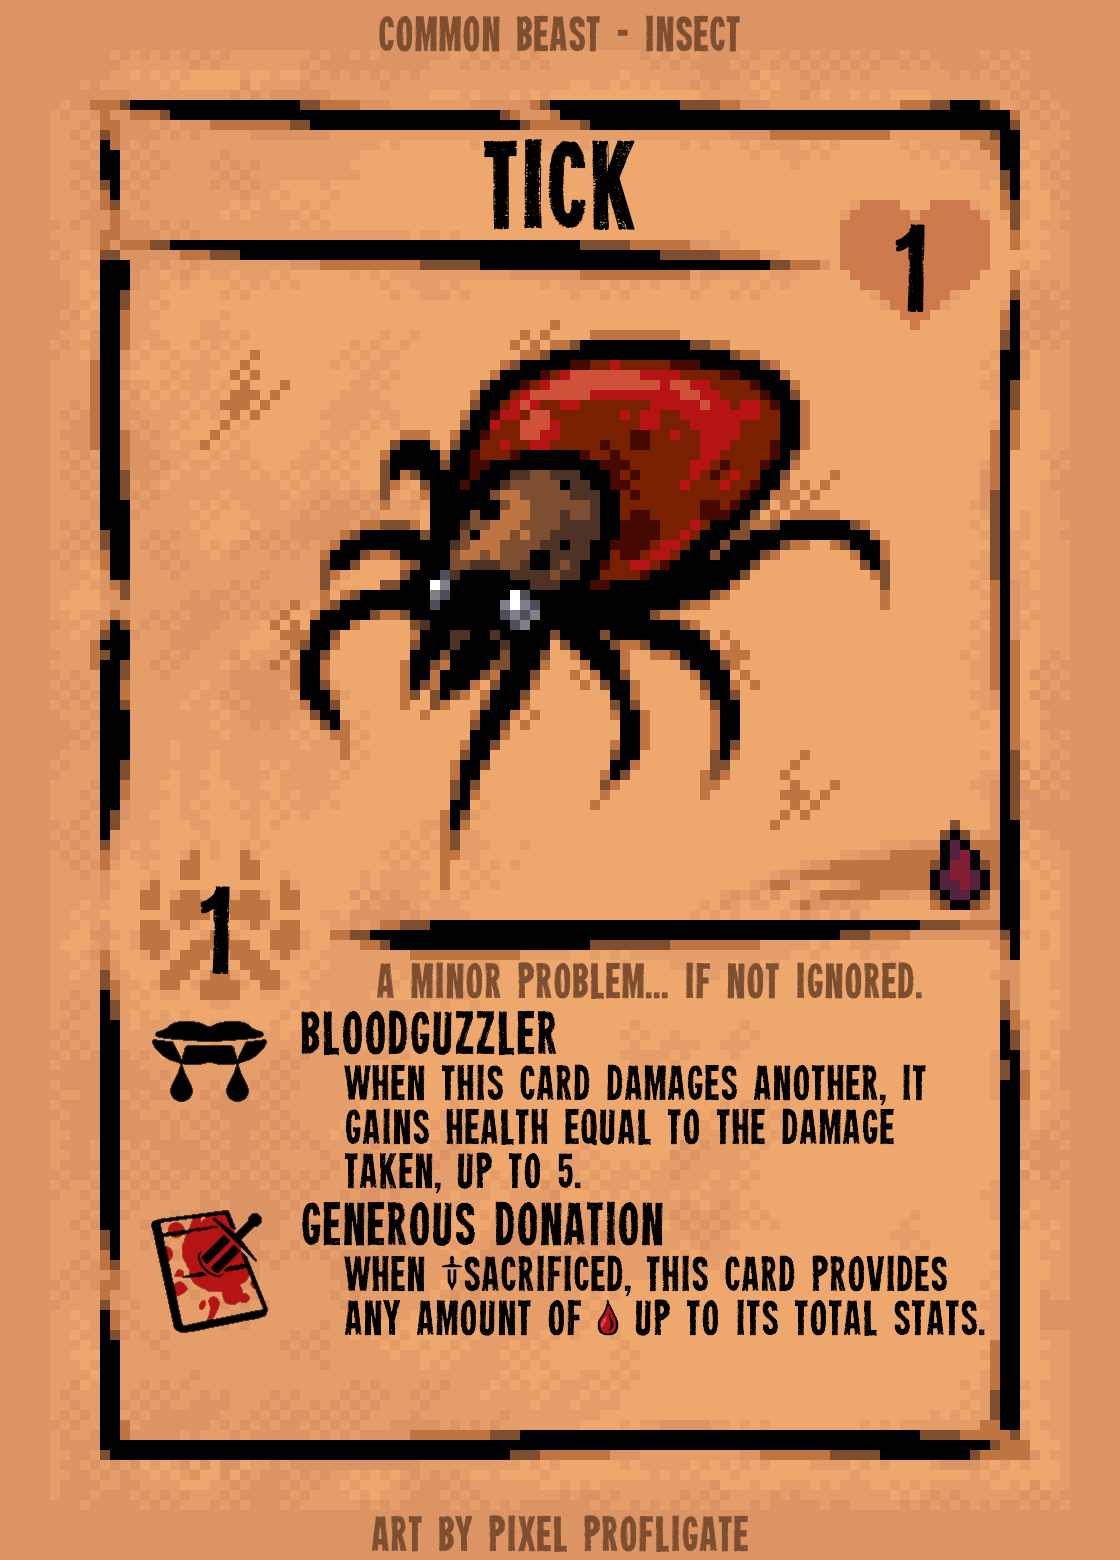 COMMON BEAST - INSECT
TICK
1
1
A MINOR PROBLEM... IF NOT IGNORED.
BLOODGUZZLER
WHEN THIS CARD DAMAGES ANOTHER, IT
GAINS HEALTH EQUAL TO THE DAMAGE
TAKEN, UP TO 5.
GENEROUS DONATION
WHEN SACRIFICED, THIS CARD PROVIDES
ANY AMOUNT OF UP TO ITS TOTAL STATS.
ART BY PIXEL PROFLIGATE